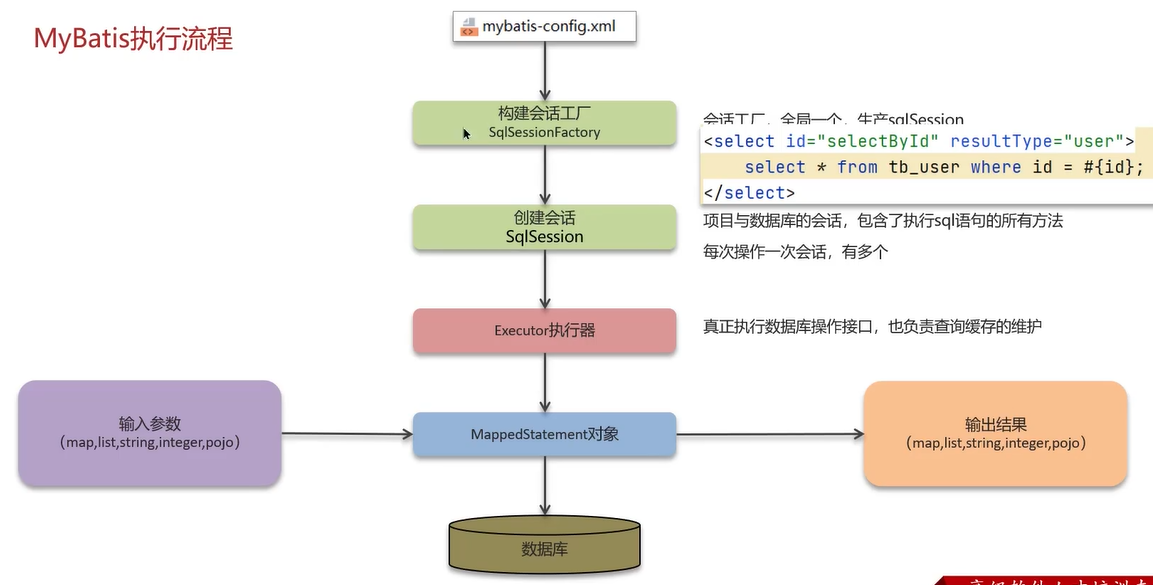 MyBatis执行流程
mybatis-config.xml
构建会话工厂
SqlSessionFactory
会话工厂，全局一个，生产sqlSession
<select id="selectById" resultType="user">
select * from tb_user where id = #{id};
</select>
创建会话
SqlSession
项目与数据库的会话，包含了执行sql语句的所有方法
每次操作一次会话，有多个
Executor执行器
真正执行数据库操作接口，也负责查询缓存的维护
输入参数
（map,list,string,integer,pojo）
MappedStatement对象
输出结果
（map,list,string,integer,pojo）
数据库